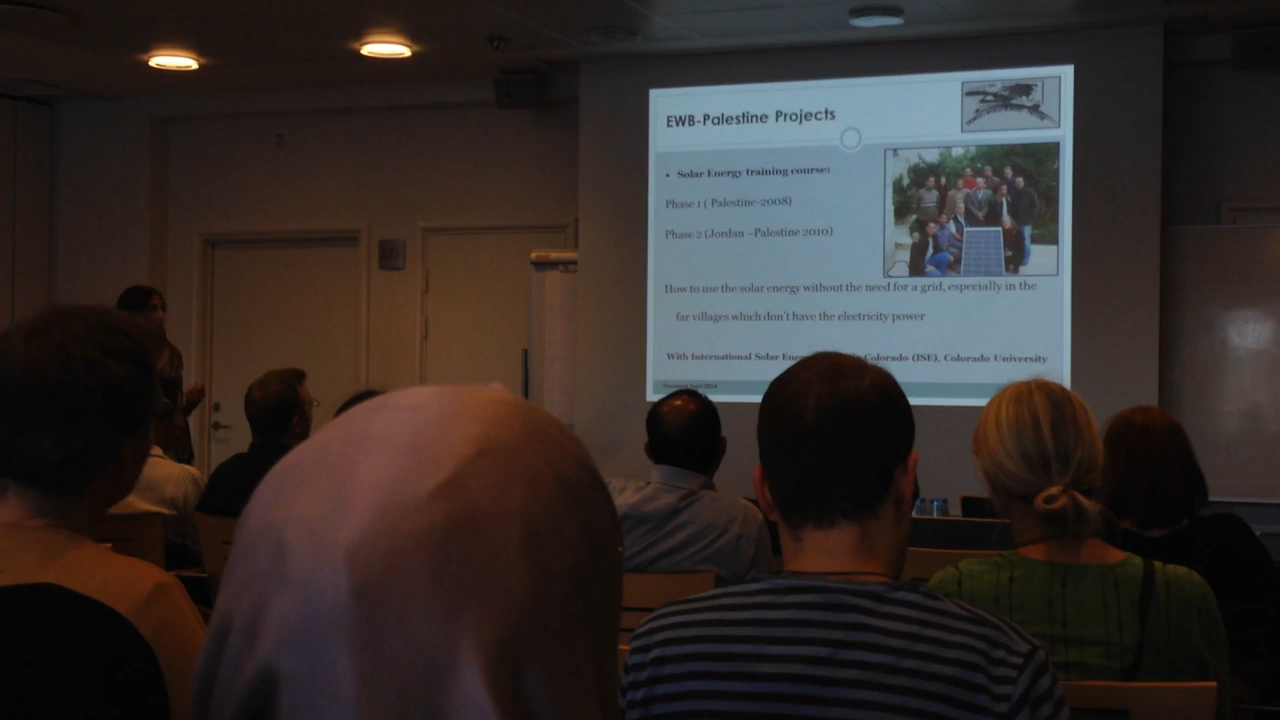 EWB-Palestine Projects
• Solar Energy training course:
Phase 1 ( Palestine-2008)
Phase 2 (Jordan –Palestine 2010)
How to use the solar energy without the need for a grid, especially in the
far villages which don't have the electricity power
With International Solar Colorado (ISE), Colorado University